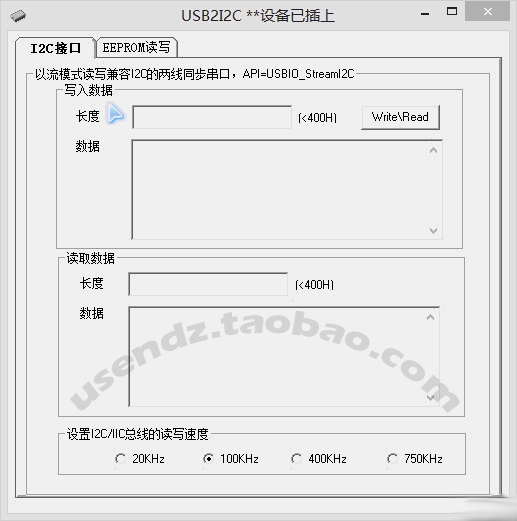 USB2I2C **设备已插上
I2C接口 EEPROM读写
以流模式读写兼容I2C的两线同步串口，API=USBIO_StreamI2C
写入数据
长度 (<400H) Write\Read
数据
读取数据
长度 (<400H)
数据
usendz.taobao.com
设置I2C/IIC总线的读写速度
20KHz 100KHz 400KHz 750KHz